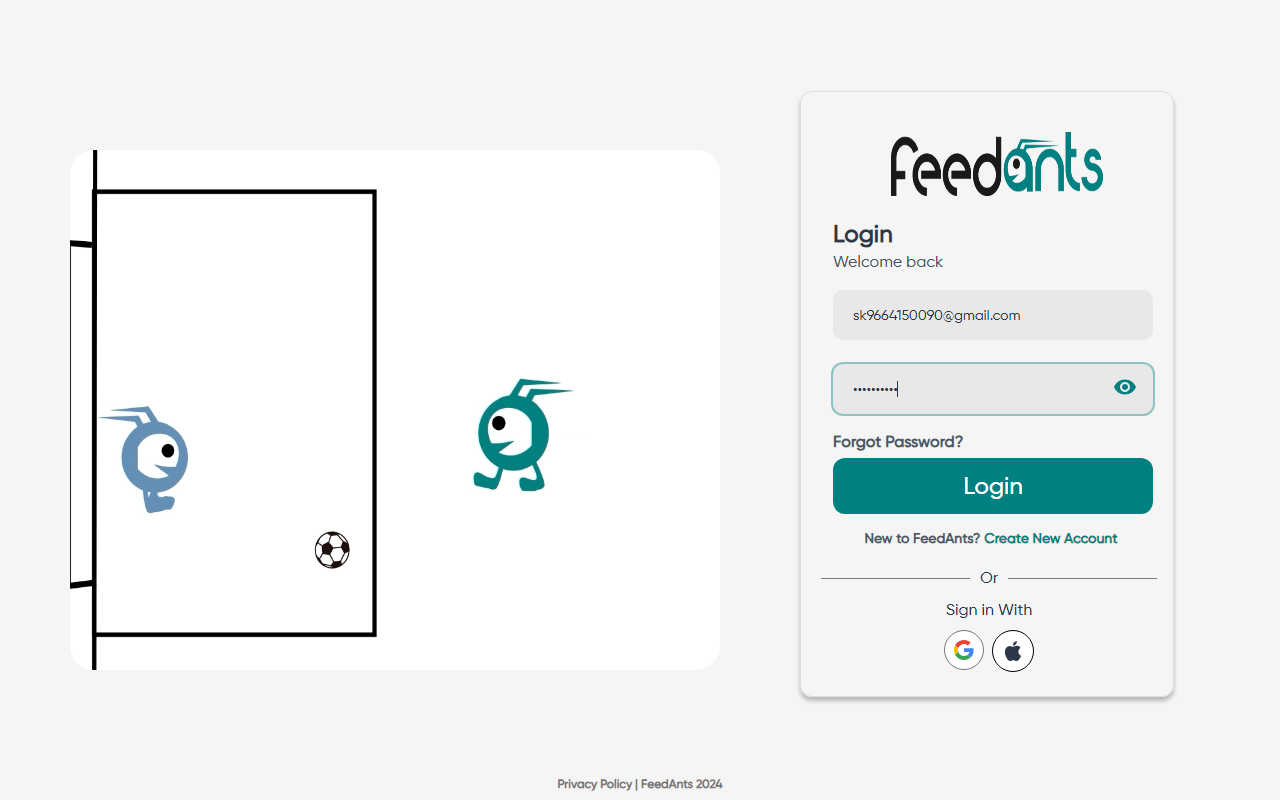 feedants
Login
Welcome back
sk9664150090@gmail.com
••••••••••
Forgot Password?
Login
New to FeedAnts? Create New Account
Or
Sign in With
Privacy Policy | FeedAnts 2024